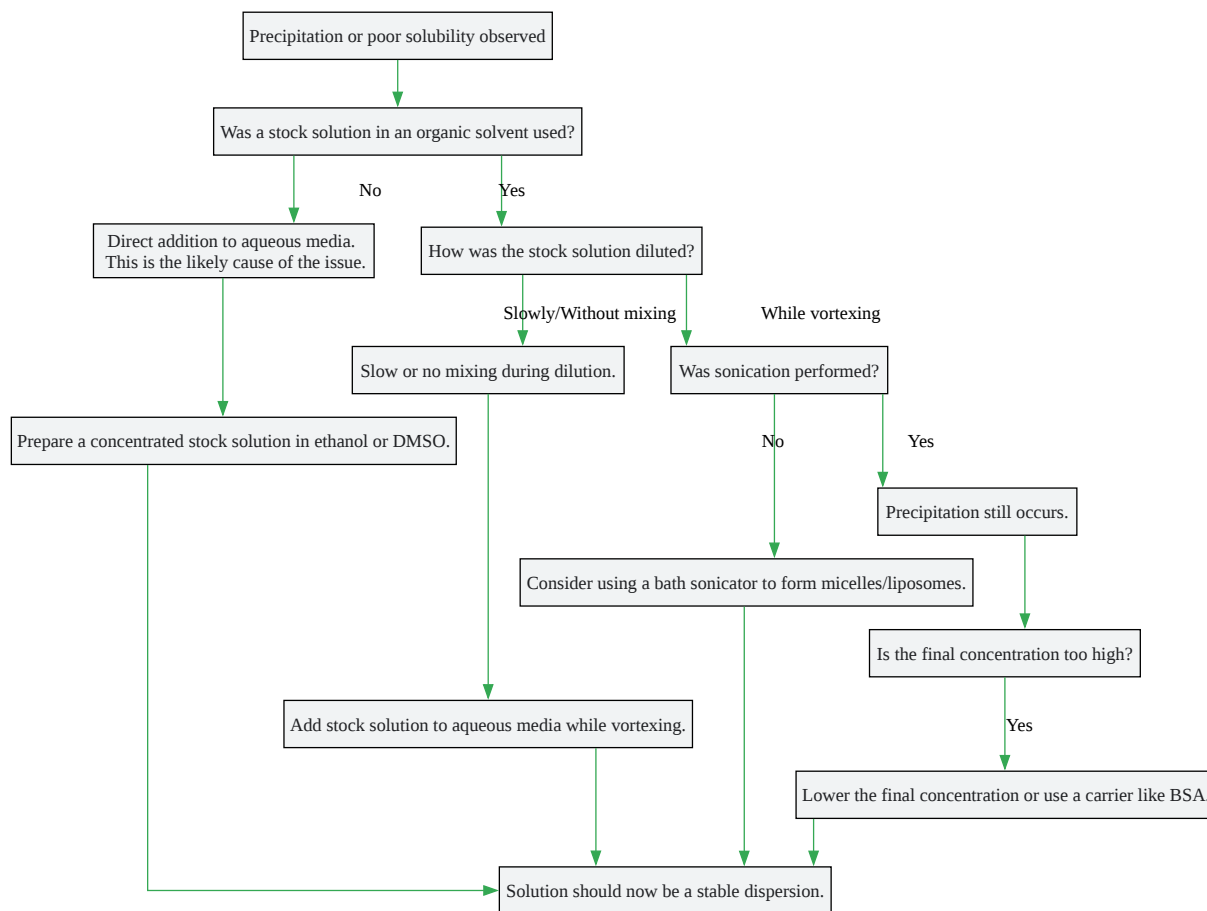 Precipitation or poor solubility observed
Was a stock solution in an organic solvent used?
No
Yes
Direct addition to aqueous media.
This is the likely cause of the issue.
How was the stock solution diluted?
Slowly/Without mixing
While vortexing
Slow or no mixing during dilution.
Was sonication performed?
Prepare a concentrated stock solution in ethanol or DMSO.
No
Yes
Precipitation still occurs.
Consider using a bath sonicator to form micelles/liposomes.
Is the final concentration too high?
Add stock solution to aqueous media while vortexing.
Yes
Lower the final concentration or use a carrier like BSA.
Solution should now be a stable dispersion.